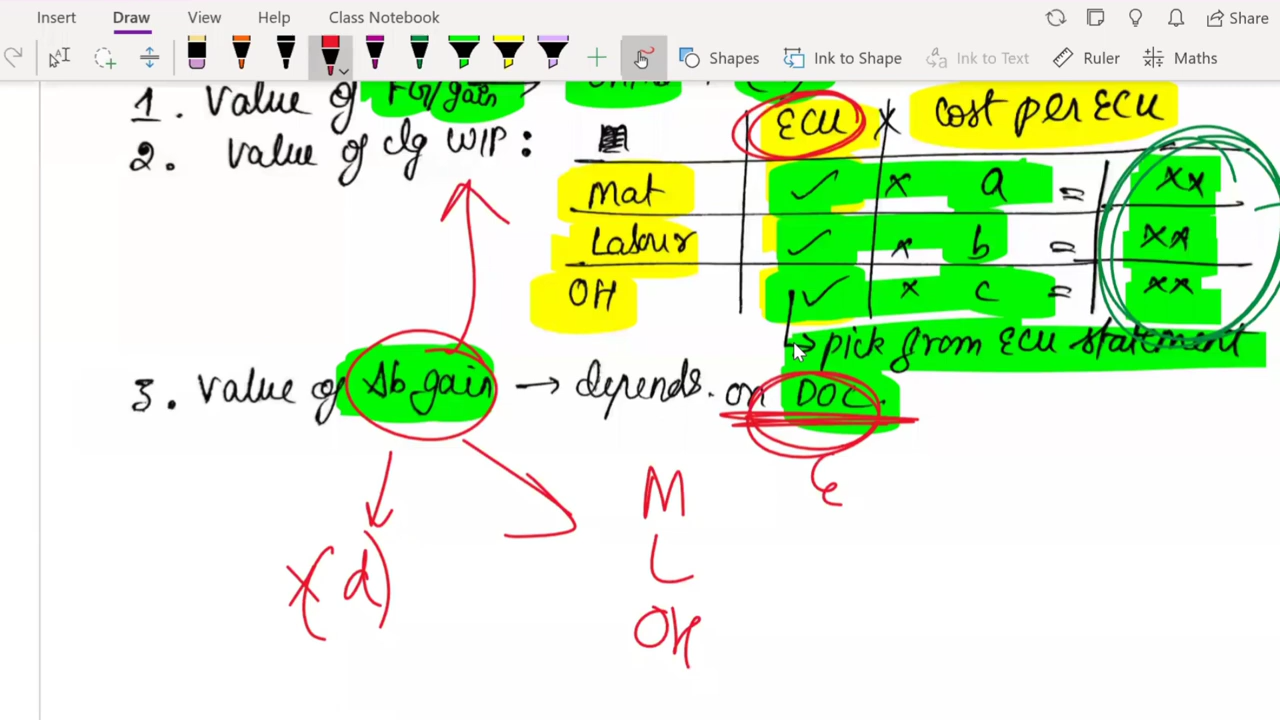 Insert Draw View Help Class Notebook Share
Shapes Ink to Shape Ink to Text Ruler Maths
1. Value of FG/gain →
ECU x Cost per ECU
2. Value of clg WIP :
Mat ✓ x a = xx
Labour ✓ x b = xx
OH ✓ x c = xx
↳ pick from ECU statement
3. Value of Ab gain → depends. on DOC.
M
L
x(d)
OH